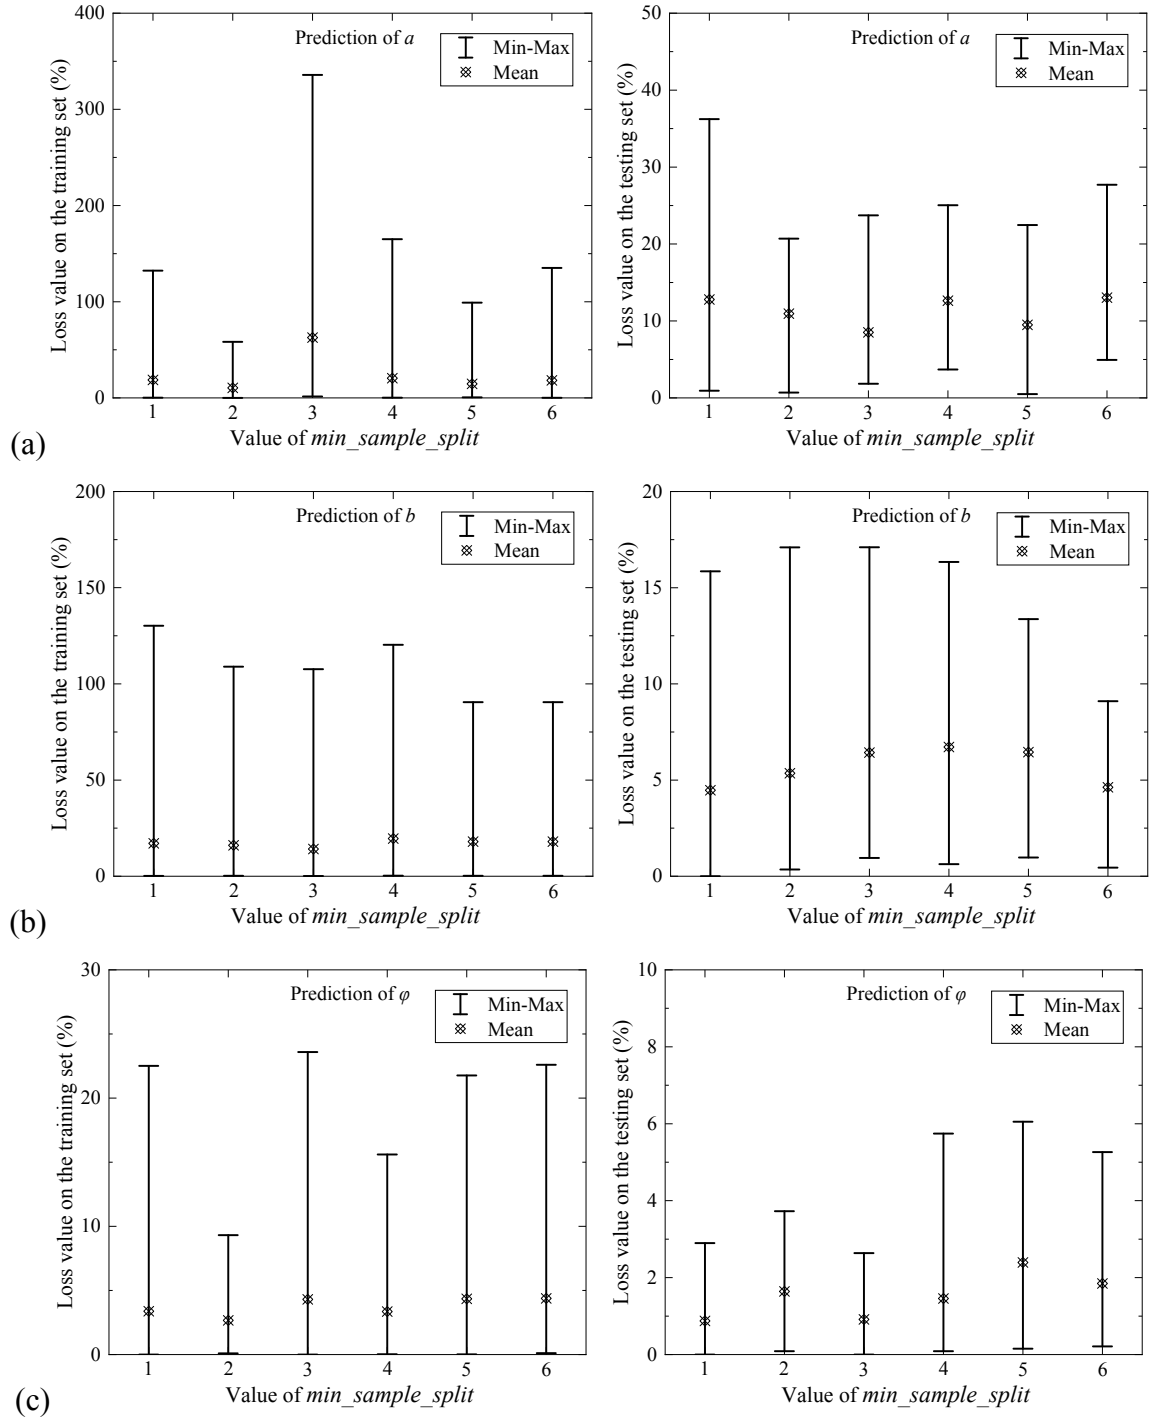 Loss value on the training set (%)
400
300
200
100
0
Prediction of a
Min-Max
Mean
1 2 3 4 5 6
Value of min_sample_split
Loss value on the testing set (%)
50
40
30
20
10
0
Prediction of a
Min-Max
Mean
1 2 3 4 5 6
Value of min_sample_split
(a)
Loss value on the training set (%)
200
150
100
50
0
Prediction of b
Min-Max
Mean
1 2 3 4 5 6
Value of min_sample_split
Loss value on the testing set (%)
20
15
10
5
0
Prediction of b
Min-Max
Mean
1 2 3 4 5 6
Value of min_sample_split
(b)
Loss value on the training set (%)
30
20
10
0
Prediction of φ
Min-Max
Mean
1 2 3 4 5 6
Value of min_sample_split
Loss value on the testing set (%)
10
8
6
4
2
0
Prediction of φ
Min-Max
Mean
1 2 3 4 5 6
Value of min_sample_split
(c)